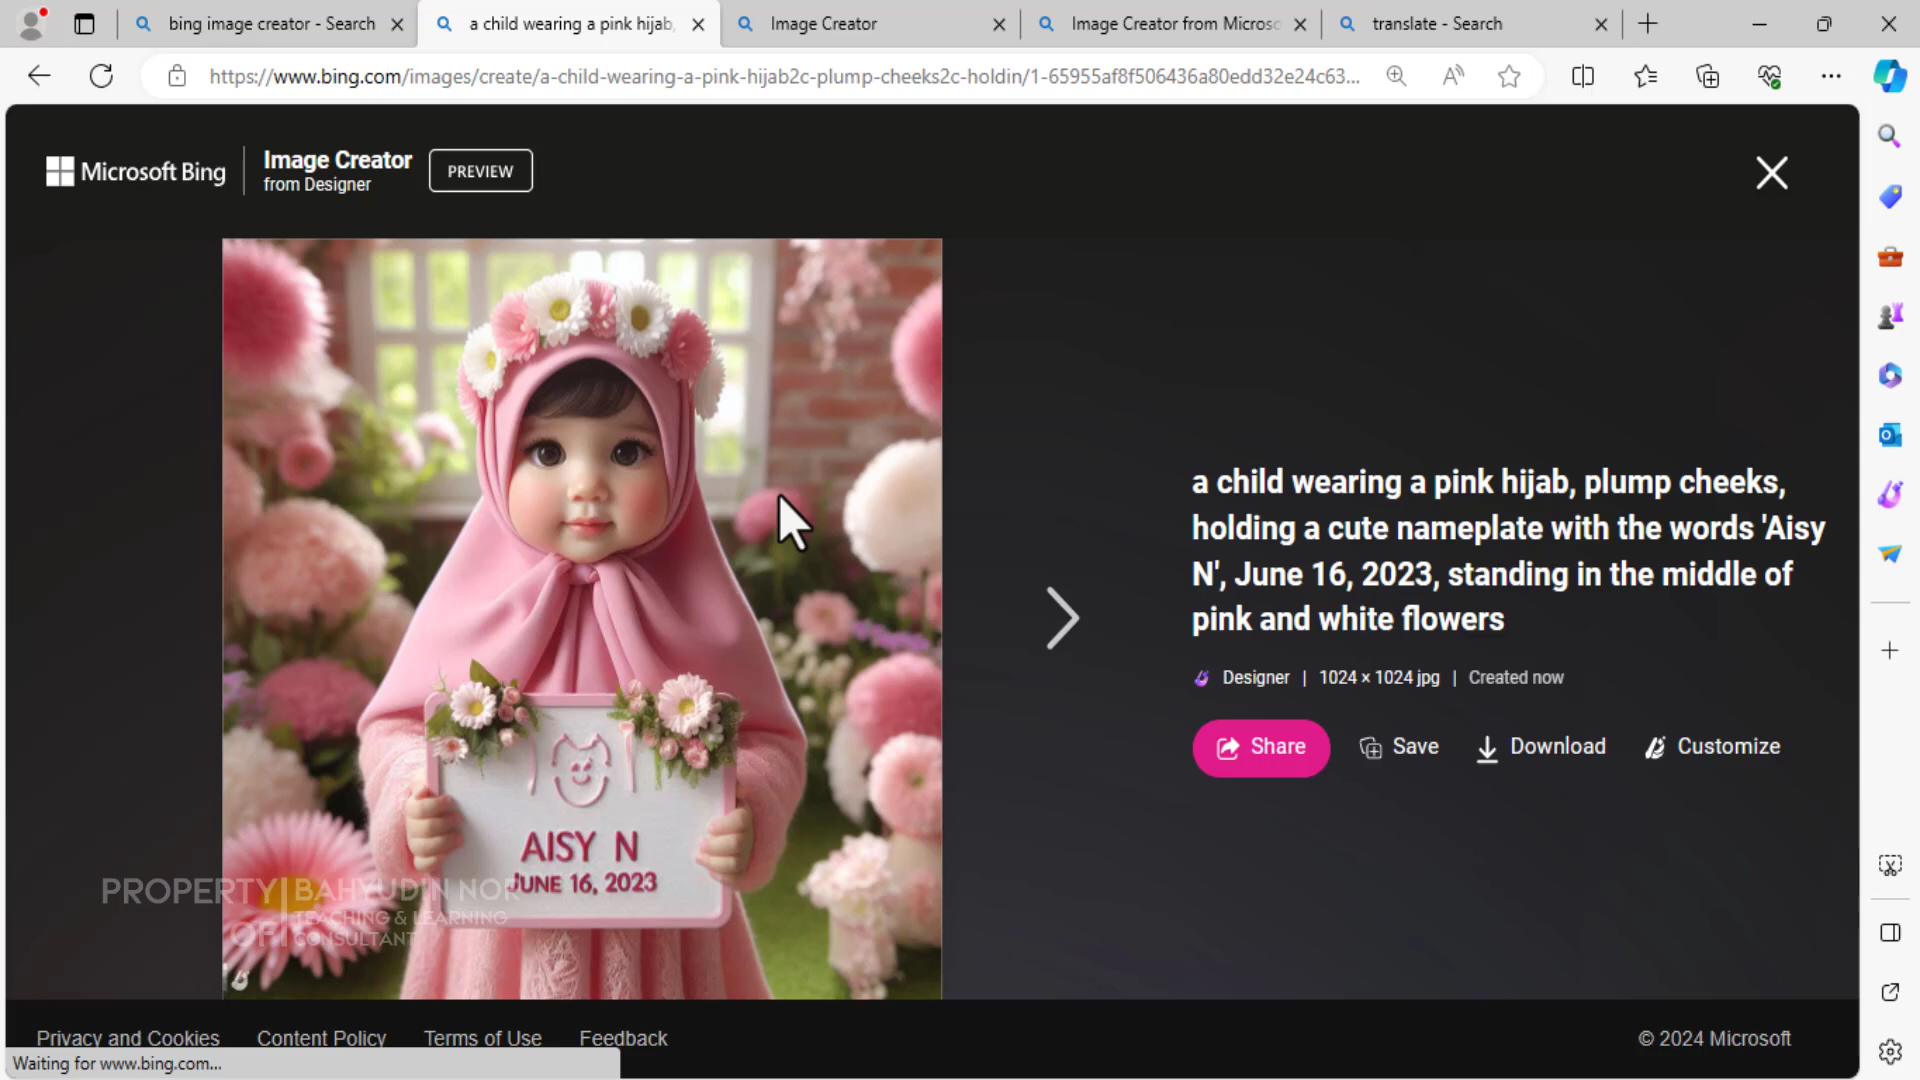 bing image creator - Search
a child wearing a pink hijab,
Image Creator
Image Creator from Microso
translate - Search
https://www.bing.com/images/create/a-child-wearing-a-pink-hijab2c-plump-cheeks2c-holdin/1-65955af8f506436a80edd32e24c63...
Microsoft Bing
Image Creator
from Designer
PREVIEW
a child wearing a pink hijab, plump cheeks,
holding a cute nameplate with the words 'Aisy
N', June 16, 2023, standing in the middle of
pink and white flowers
Designer | 1024 × 1024 jpg | Created now
Share Save Download Customize
AISY N
JUNE 16, 2023
PROPERTY OF
BAHYUDIN NOR
TEACHING & LEARNING
CONSULTANT
Privacy and Cookies Content Policy Terms of Use Feedback
© 2024 Microsoft
Waiting for www.bing.com...